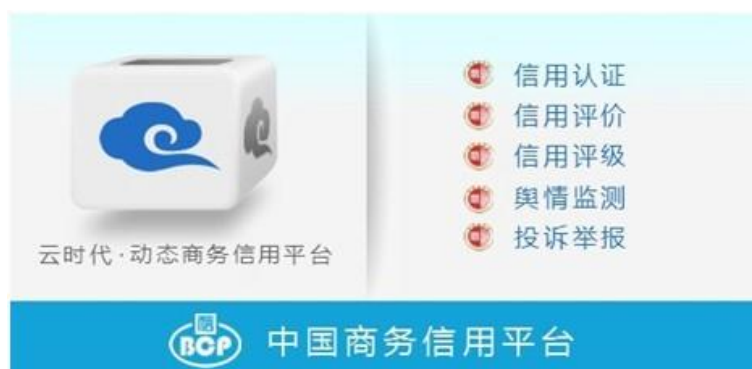 云时代·动态商务信用平台
信用认证
信用评价
信用评级
舆情监测
投诉举报
BCP 中国商务信用平台